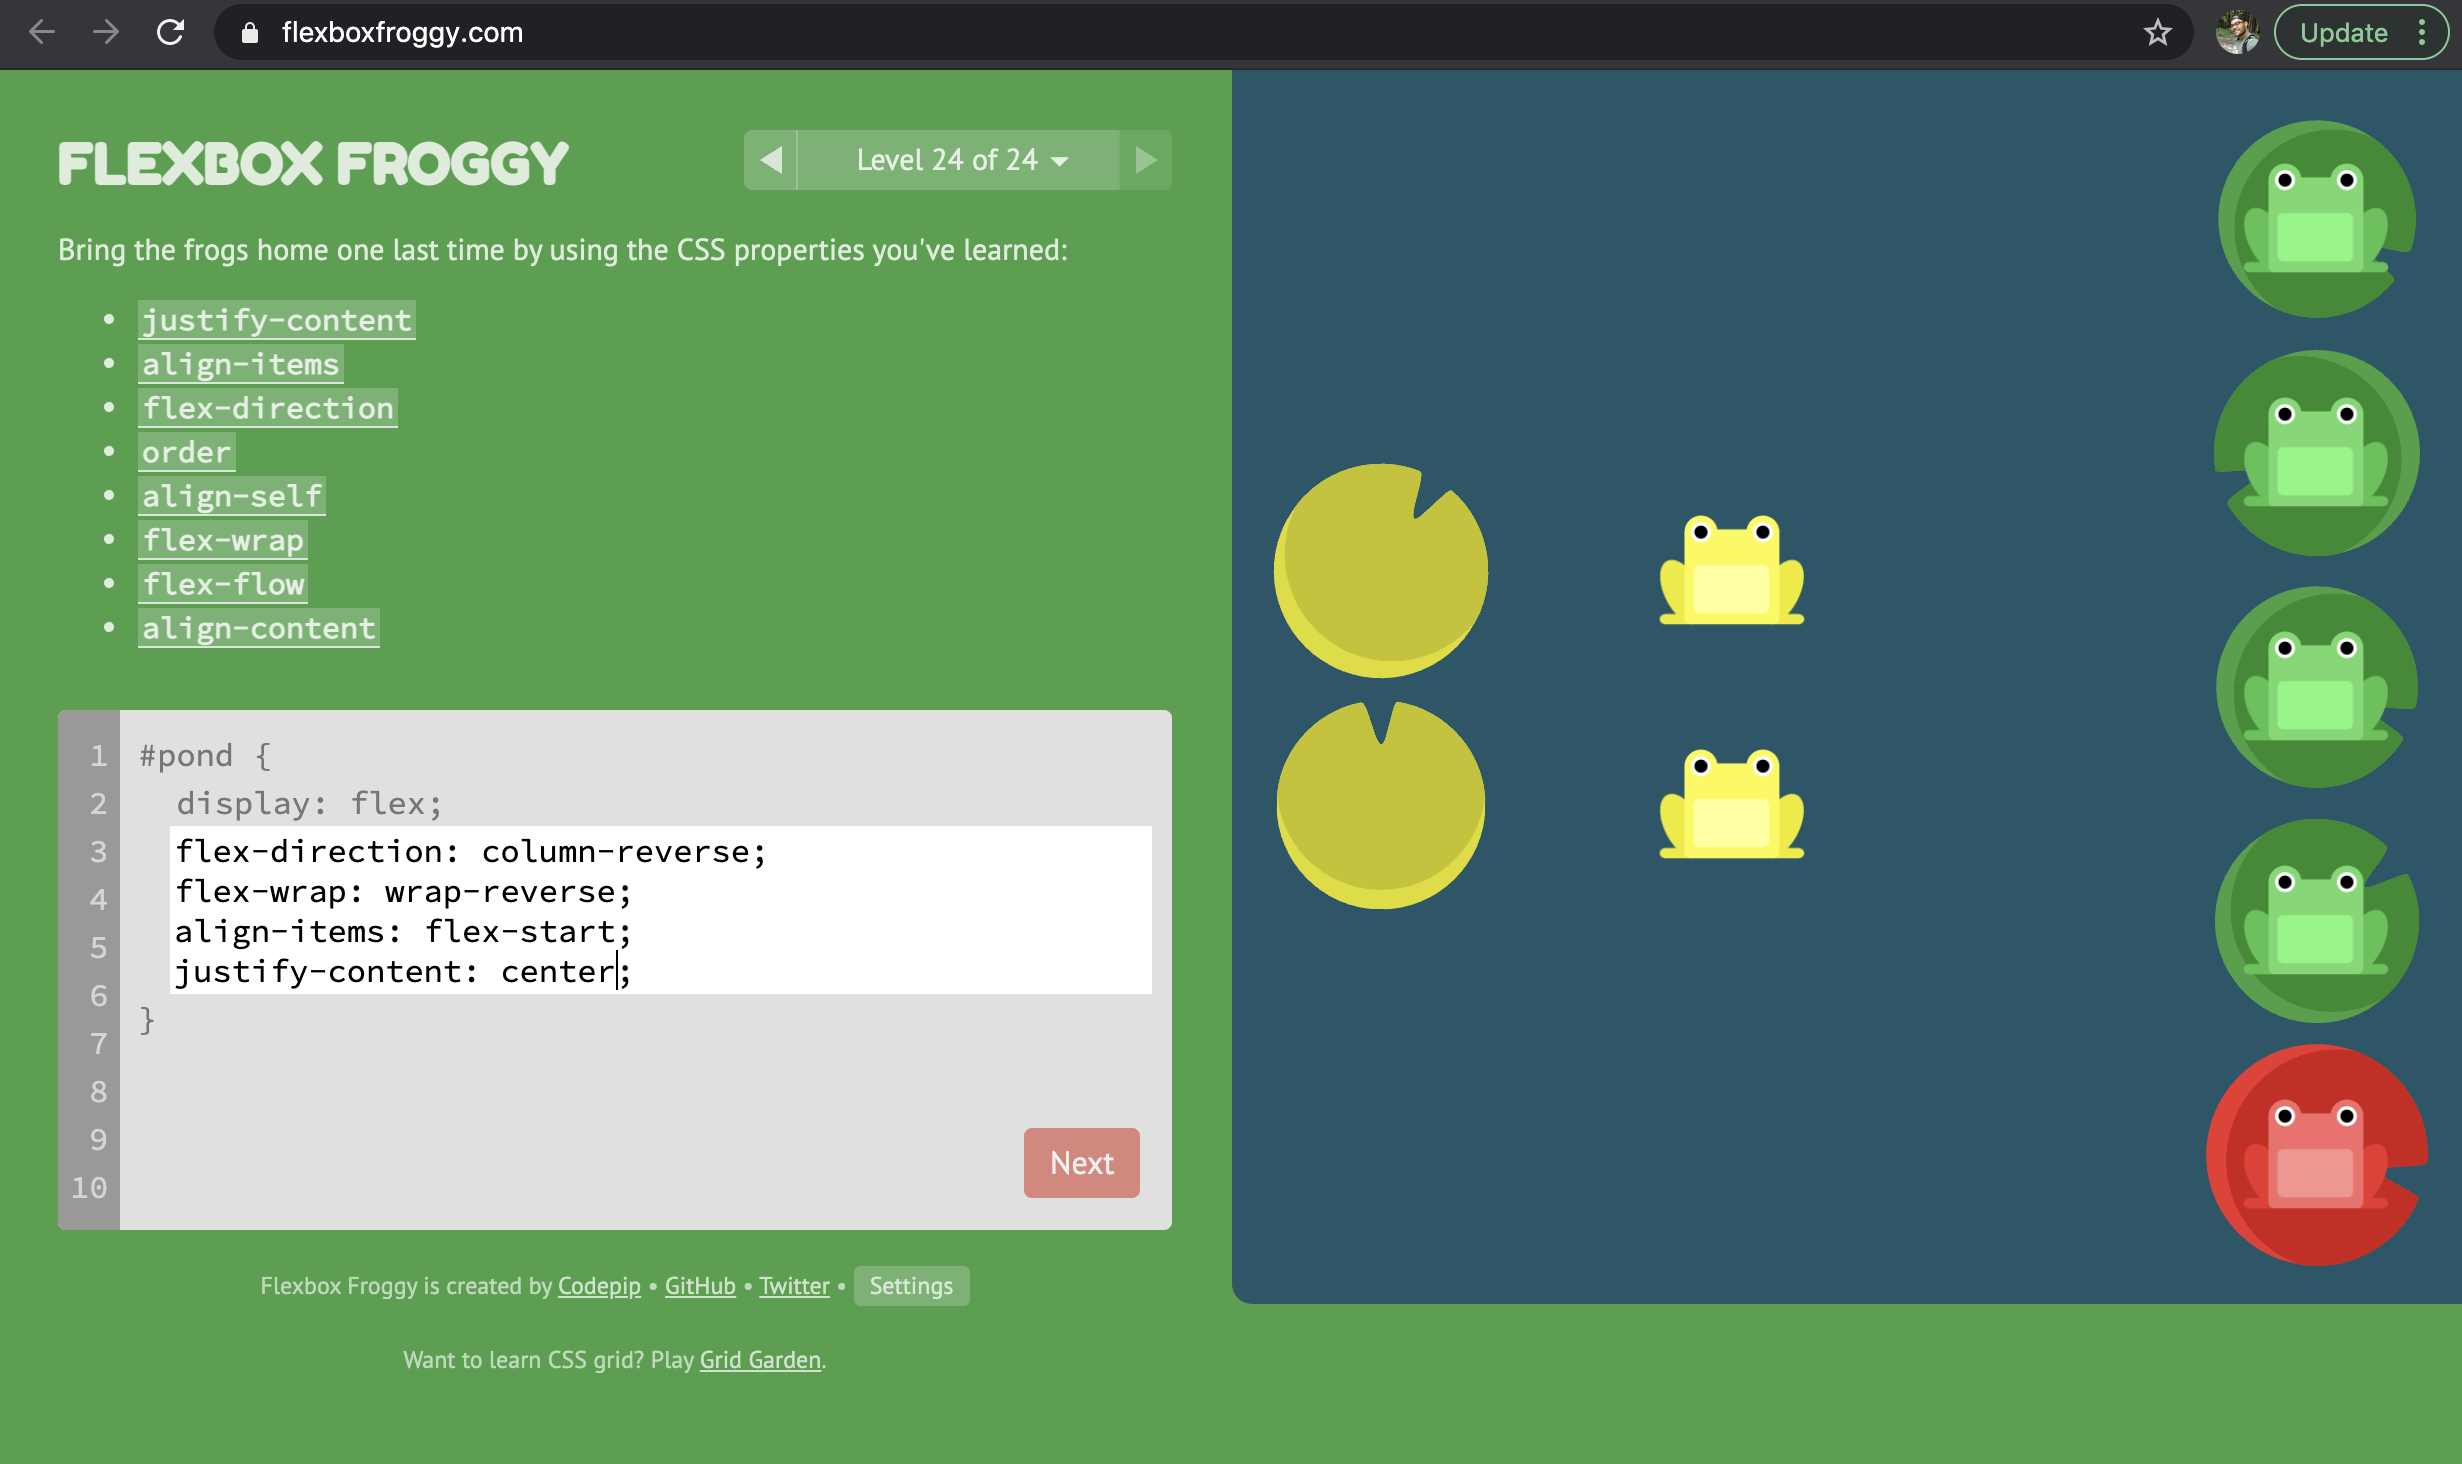 flexboxfroggy.com
Update
FLEXBOX FROGGY
Level 24 of 24
Bring the frogs home one last time by using the CSS properties you've learned:
• justify-content
• align-items
• flex-direction
• order
• align-self
• flex-wrap
• flex-flow
• align-content
1 #pond {
2 display: flex;
3 flex-direction: column-reverse;
4 flex-wrap: wrap-reverse;
5 align-items: flex-start;
6 justify-content: center;
7 }
8
9
10
Next
Flexbox Froggy is created by Codepip • GitHub • Twitter • Settings
Want to learn CSS grid? Play Grid Garden.